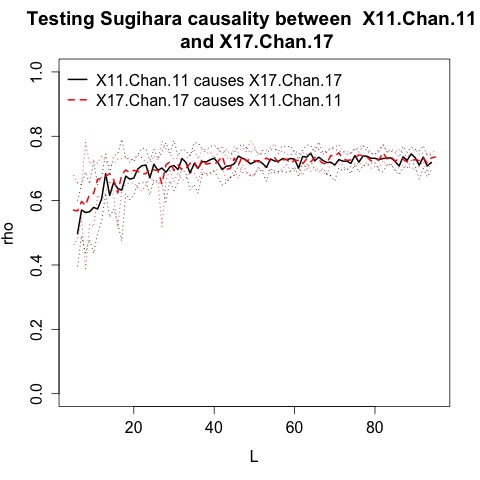 Testing Sugihara causality between X11.Chan.11
and X17.Chan.17
X11.Chan.11 causes X17.Chan.17
X17.Chan.17 causes X11.Chan.11
rho
1.0
0.8
0.6
0.4
0.2
0.0
20 40 60 80
L